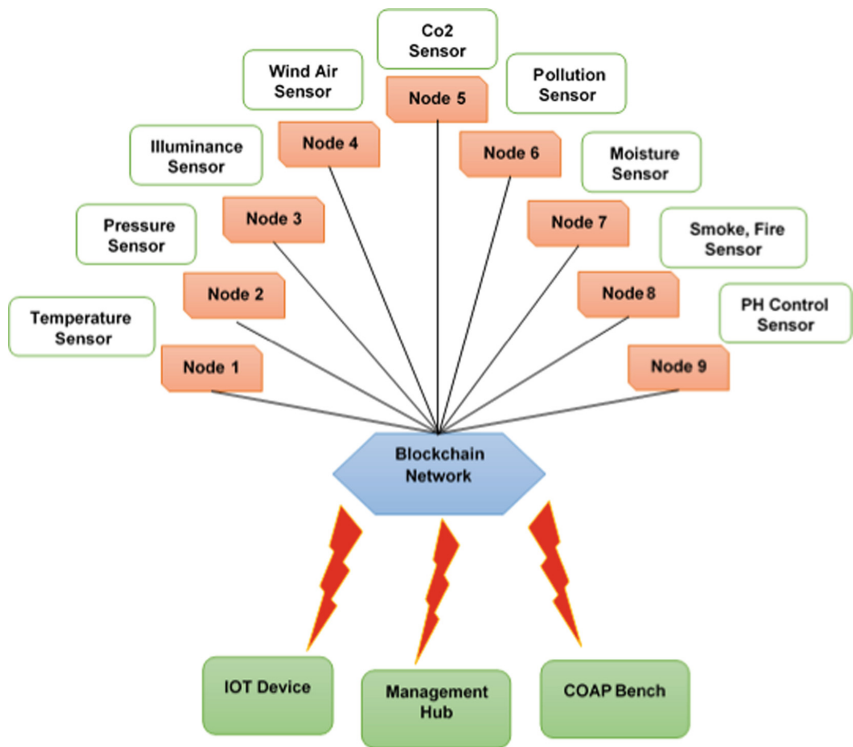 Co2
Sensor
Wind Air
Sensor
Node 5
Pollution
Sensor
Illuminance
Sensor
Node 4
Node 6
Moisture
Sensor
Pressure
Sensor
Node 3
Node 7
Smoke, Fire
Sensor
Temperature
Sensor
Node 2
Node 8
PH Control
Sensor
Node 1
Node 9
Blockchain
Network
IOT Device
Management
Hub
COAP Bench